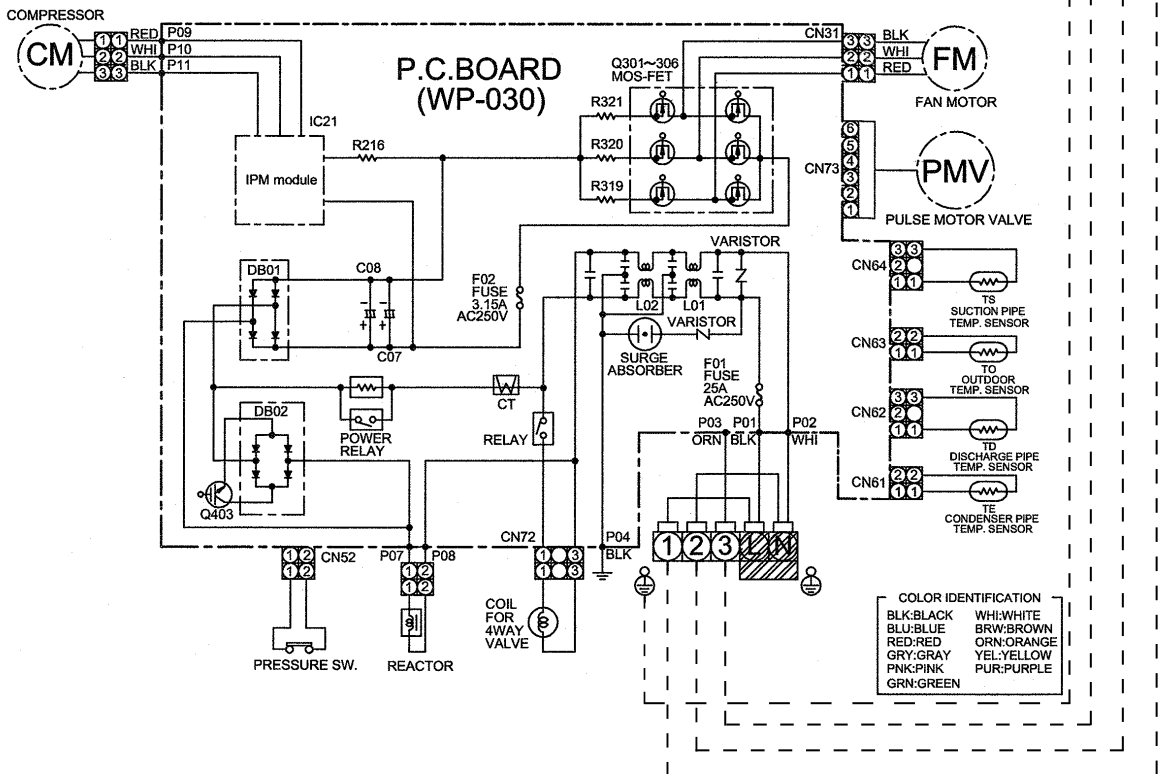 COMPRESSOR
CM
1 1 RED P09
2 2 WHI P10
3 3 BLK P11
P.C.BOARD
(WP-030)
Q301~306
MOS-FET
CN31
3 3 BLK
2 2 WHI
1 1 RED
FM
FAN MOTOR
IC21
IPM module
R216
R321
R320
R319
CN73
6
5
4
3
2
1
PMV
PULSE MOTOR VALVE
DB01
C08
C07
F02
FUSE
3.15A
AC250V
VARISTOR
L02
L01
VARISTOR
SURGE
ABSORBER
F01
FUSE
25A
AC250V
CN64
3 3
2
1 1
TS
SUCTION PIPE
TEMP. SENSOR
CN63
2 2
1 1
TO
OUTDOOR
TEMP. SENSOR
CN62
3 3
2
1 1
TD
DISCHARGE PIPE
TEMP. SENSOR
CN61
2 2
1 1
TE
CONDENSER PIPE
TEMP. SENSOR
DB02
POWER
RELAY
CT
RELAY
Q403
P03 P01 P02
ORN BLK WHI
1 2
1 2
CN52
PRESSURE SW.
P07 P08
1 2
1 2
REACTOR
CN72
1 3
1 3
COIL
FOR
4WAY
VALVE
P04
BLK
1 2 3 L N
COLOR IDENTIFICATION
BLK:BLACK WHI:WHITE
BLU:BLUE BRW:BROWN
RED:RED ORN:ORANGE
GRY:GRAY YEL:YELLOW
PNK:PINK PUR:PURPLE
GRN:GREEN